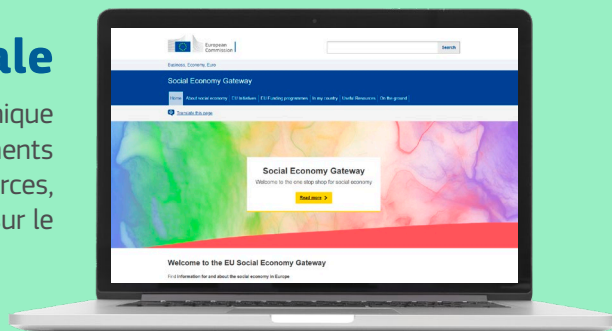 ale
nique
nents
rces,
ur le
European
Commission
Search
Business, Economy, Euro
Social Economy Gateway
Home About social economy EU Initiatives EU Funding programmes In my country Useful Resources On the ground
Translate this page
Social Economy Gateway
Welcome to the one stop shop for social economy
Read more
Welcome to the EU Social Economy Gateway
Find information for and about the social economy in Europe